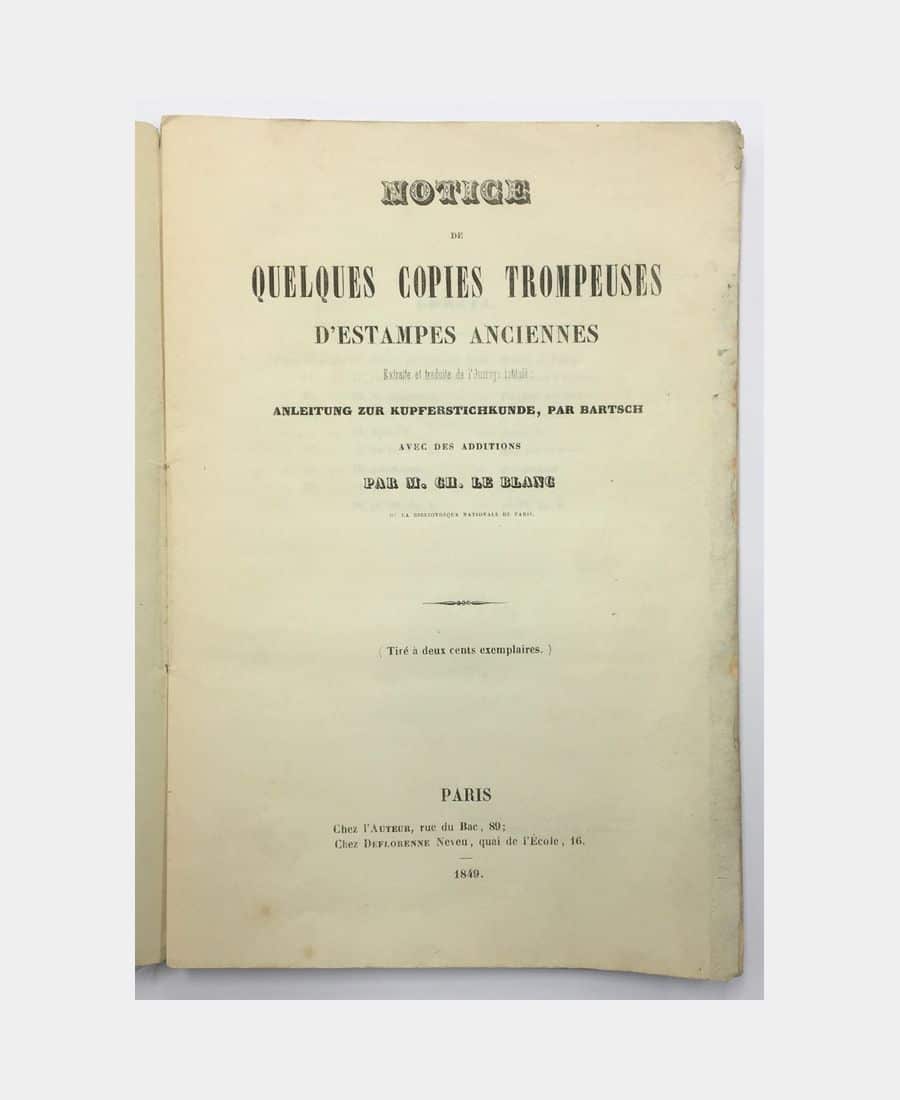 NOTICE
DE
QUELQUES COPIES TROMPEUSES
D'ESTAMPES ANCIENNES
Extraite et traduite de l'Ouvrage intitulé :
ANLEITUNG ZUR KUPFERSTICHKUNDE, PAR BARTSCH
AVEC DES ADDITIONS
PAR M. CH. LE BLANC
DE LA BIBLIOTHÈQUE NATIONALE DE PARIS.
( Tiré à deux cents exemplaires. )
PARIS
Chez l'AUTEUR, rue du Bac, 89;
Chez DEFLORENNE Neveu, quai de l'École, 16.
1849.